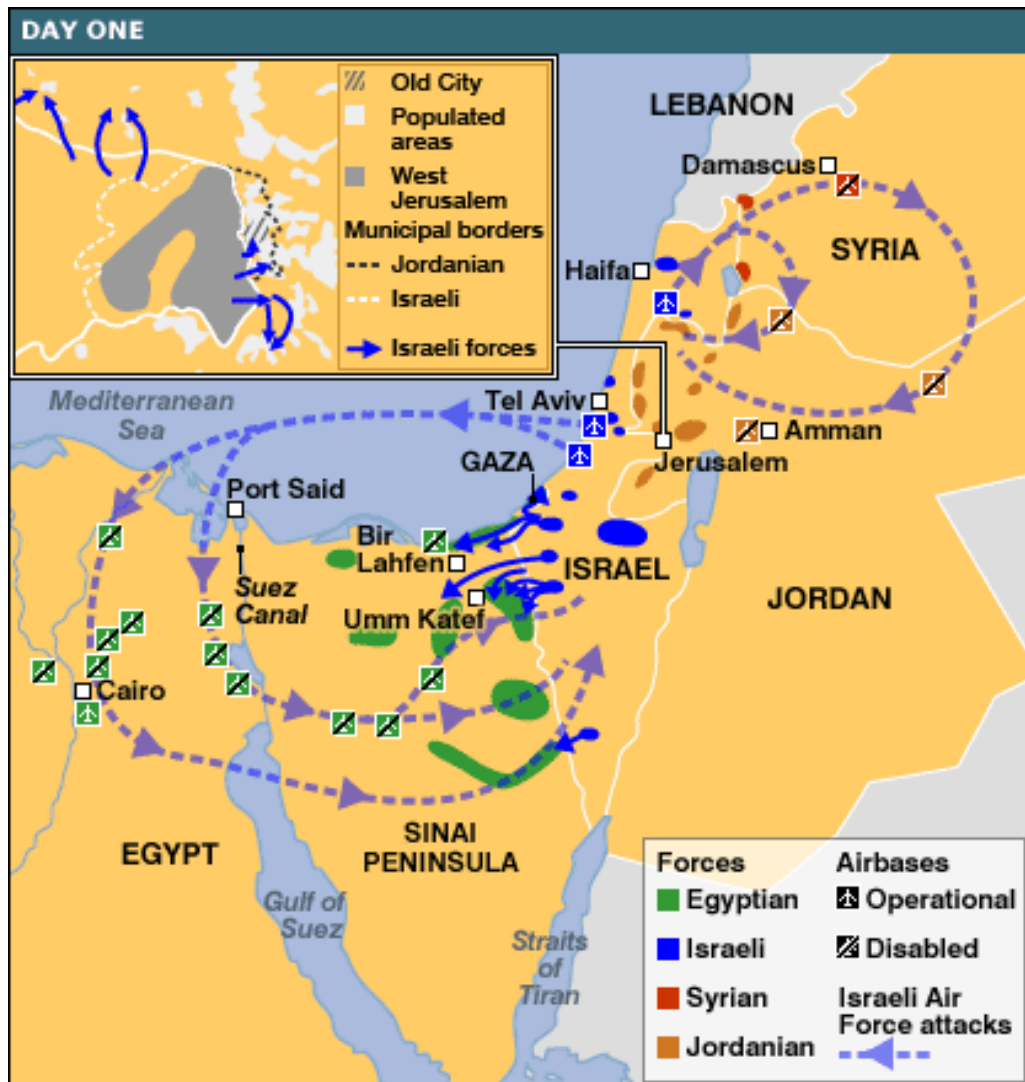 DAY ONE
Old City
Populated
areas
West
Jerusalem
Municipal borders
Jordanian
Israeli
Israeli forces
LEBANON
Damascus
SYRIA
Haifa
Mediterranean
Sea
Tel Aviv
Amman
Jerusalem
GAZA
Port Said
Bir
Lahfen
ISRAEL
Suez
Canal
Umm Katef
JORDAN
Cairo
EGYPT
SINAI
PENINSULA
Gulf of
Suez
Straits
of
Tiran
Forces
Egyptian
Israeli
Syrian
Jordanian
Airbases
Operational
Disabled
Israeli Air
Force attacks